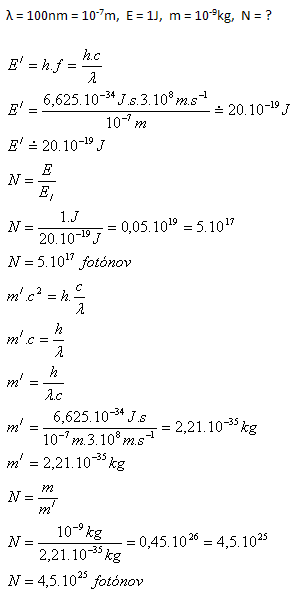 λ = 100nm = 10⁻⁷m, E = 1J, m = 10⁻⁹kg, N = ?
E′ = h.f = h.c/λ
E′ = 6,625.10⁻³⁴ J.s.3.10⁸ m.s⁻¹ / 10⁻⁷ m ≐ 20.10⁻¹⁹ J
E′ ≐ 20.10⁻¹⁹ J
N = E/E₍
N = 1.J / 20.10⁻¹⁹ J = 0,05.10¹⁹ = 5.10¹⁷
N = 5.10¹⁷ fotónov
m′.c² = h.c/λ
m′.c = h/λ
m′ = h/λ.c
m′ = 6,625.10⁻³⁴ J.s / 10⁻⁷ m.3.10⁸ m.s⁻¹ = 2,21.10⁻³⁵ kg
m′ = 2,21.10⁻³⁵ kg
N = m/m′
N = 10⁻⁹ kg / 2,21.10⁻³⁵ kg = 0,45.10²⁶ = 4,5.10²⁵
N = 4,5.10²⁵ fotónov